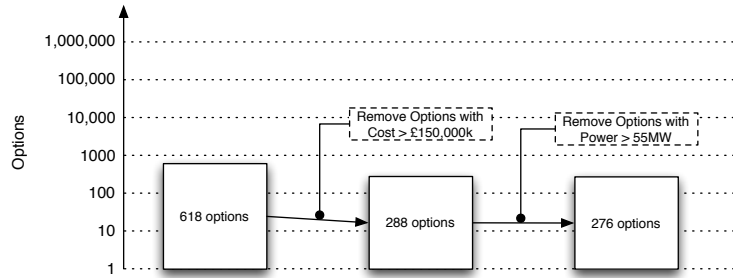 Options
1,000,000
100,000
10,000
1000
100
10
1
Remove Options with
Cost > £150,000k
Remove Options with
Power > 55MW
618 options
288 options
276 options